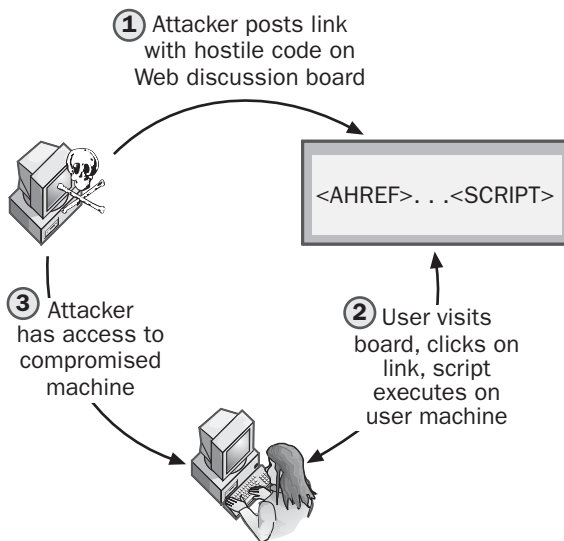 1 Attacker posts link
with hostile code on
Web discussion board
<AHREF>. . .<SCRIPT>
2 User visits
board, clicks on
link, script
executes on
user machine
3 Attacker
has access to
compromised
machine